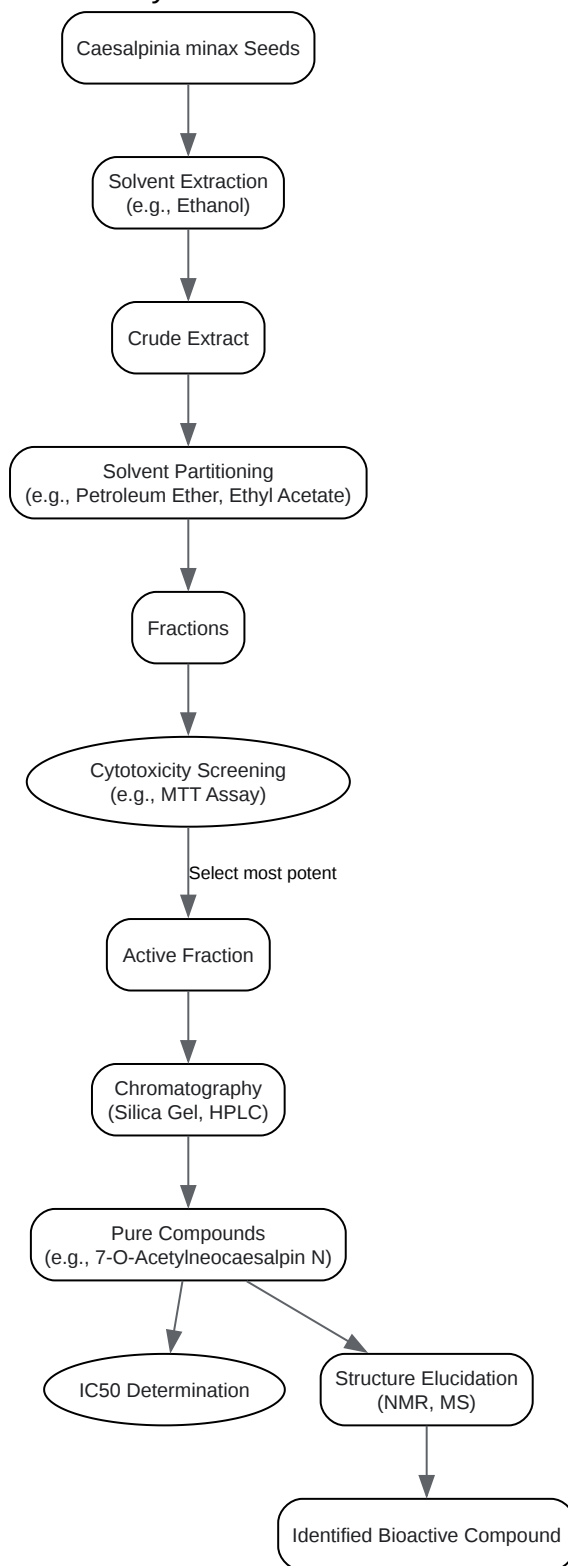 Caesalpinia minax Seeds
Solvent Extraction
(e.g., Ethanol)
Crude Extract
Solvent Partitioning
(e.g., Petroleum Ether, Ethyl Acetate)
Fractions
Cytotoxicity Screening
(e.g., MTT Assay)
Select most potent
Active Fraction
Chromatography
(Silica Gel, HPLC)
Pure Compounds
(e.g., 7-O-Acetylneocaesalpin N)
IC50 Determination
Structure Elucidation
(NMR, MS)
Identified Bioactive Compound